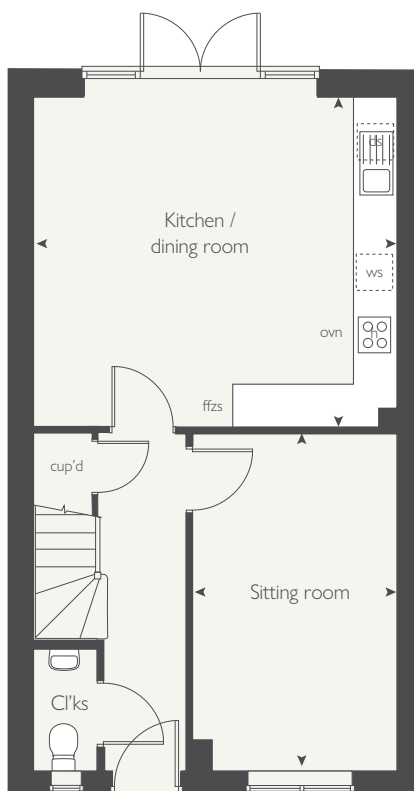 ds
Kitchen /
dining room
ws
ovn
h
ffzs
cup'd
Sitting room
Cl'ks